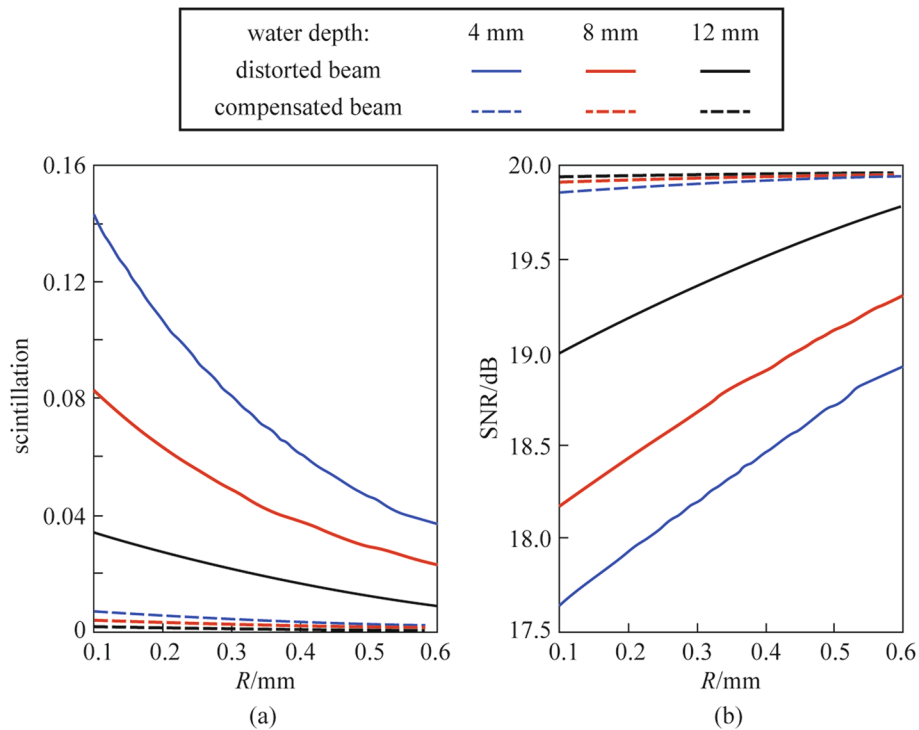 water depth: 4 mm 8 mm 12 mm
distorted beam
compensated beam
0.16
0.12
0.08
0.04
0
scintillation
0.1 0.2 0.3 0.4 0.5 0.6
R/mm
(a)
20.0
19.5
19.0
18.5
18.0
17.5
SNR/dB
0.1 0.2 0.3 0.4 0.5 0.6
R/mm
(b)